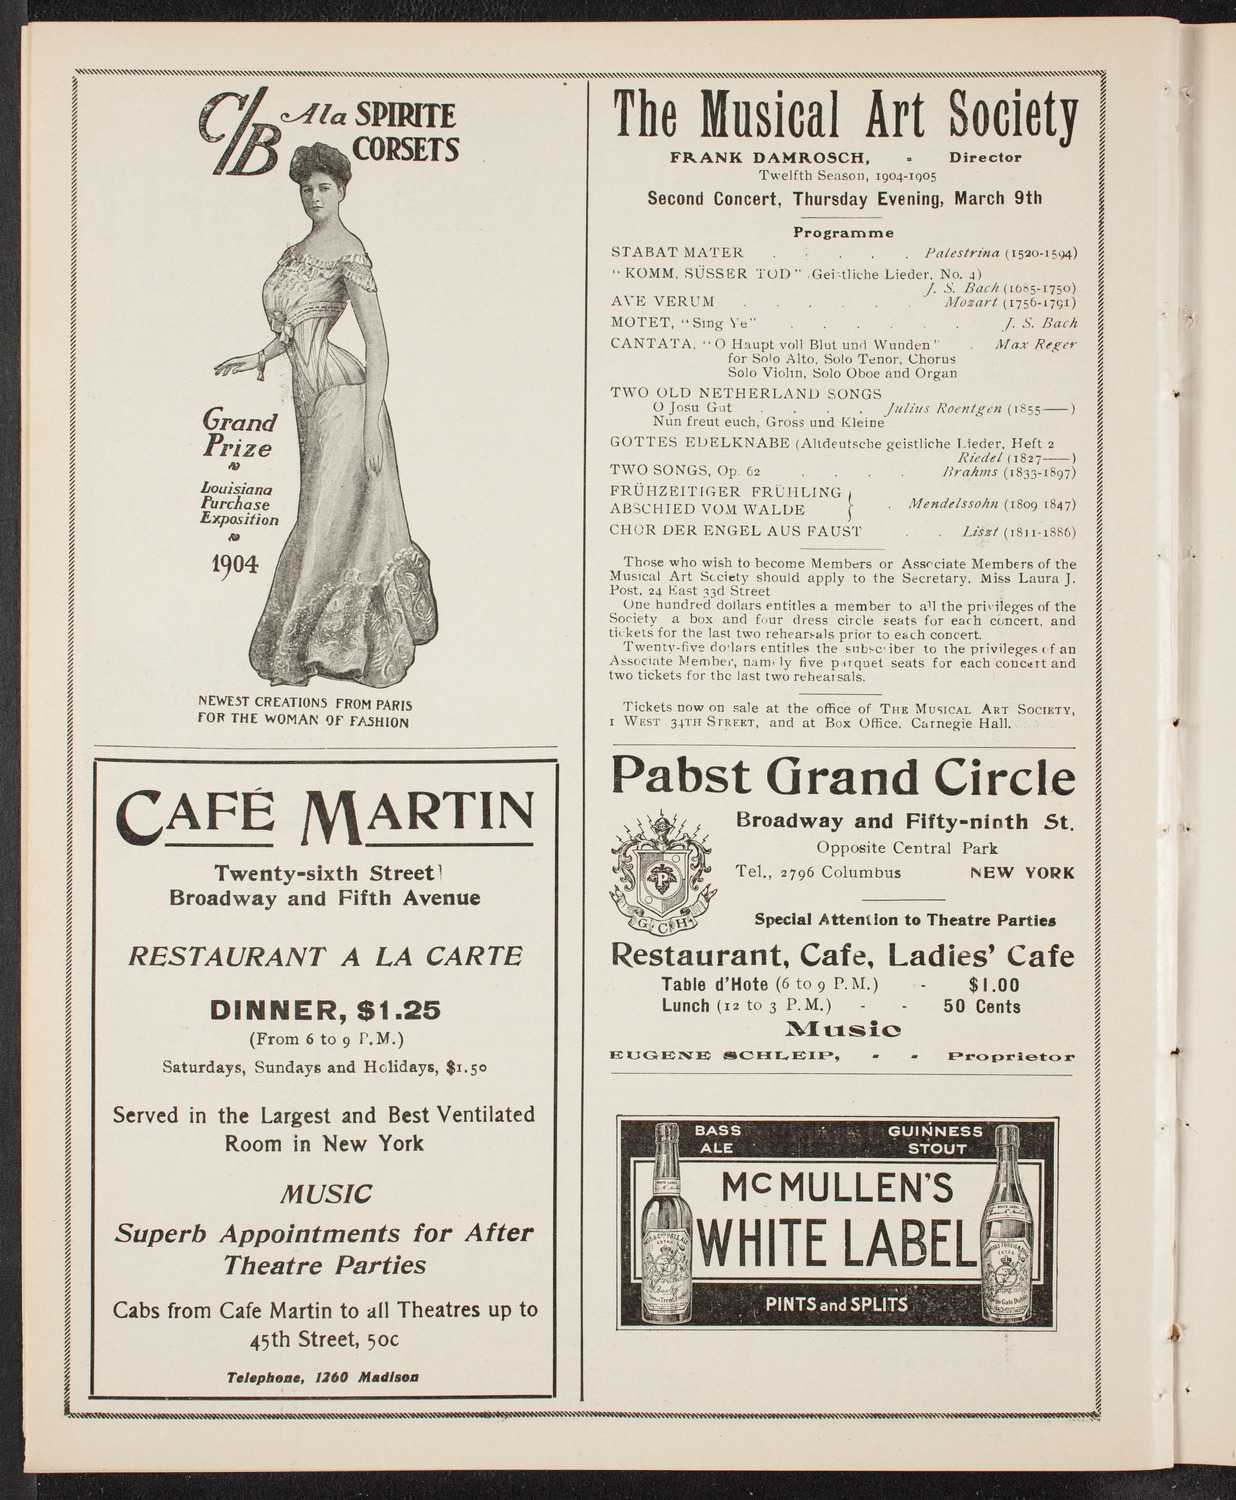 C/B A la SPIRITE
CORSETS
Grand
Prize
Louisiana
Purchase
Exposition
1904
NEWEST CREATIONS FROM PARIS
FOR THE WOMAN OF FASHION
CAFÉ MARTIN
Twenty-sixth Street
Broadway and Fifth Avenue
RESTAURANT A LA CARTE
DINNER, $1.25
(From 6 to 9 P.M.)
Saturdays, Sundays and Holidays, $1.50
Served in the Largest and Best Ventilated
Room in New York
MUSIC
Superb Appointments for After
Theatre Parties
Cabs from Cafe Martin to all Theatres up to
45th Street, 50c
Telephone, 1260 Madison
The Musical Art Society
FRANK DAMROSCH, - Director
Twelfth Season, 1904-1905
Second Concert, Thursday Evening, March 9th
Programme
STABAT MATER . . . . Palestrina (1520-1594)
"KOMM, SÜSSER TOD" (Geistliche Lieder, No. 4)
J. S. Bach (1685-1750)
AVE VERUM . . . . . . Mozart (1756-1791)
MOTET, "Sing Ye" . . . . . . J. S. Bach
CANTATA, "O Haupt voll Blut und Wunden" . Max Reger
for Solo Alto, Solo Tenor, Chorus
Solo Violin, Solo Oboe and Organ
TWO OLD NETHERLAND SONGS
O Josu Gut . . . . Julius Roentgen (1855—)
Nun freut euch, Gross und Kleine
GOTTES EDELKNABE (Altdeutsche geistliche Lieder, Heft 2
Riedel (1827—)
TWO SONGS, Op. 62 . . . . Brahms (1833-1897)
FRÜHZEITIGER FRÜHLING
ABSCHIED VOM WALDE } . Mendelssohn (1809 1847)
CHOR DER ENGEL AUS FAUST . . Liszt (1811-1886)
Those who wish to become Members or Associate Members of the
Musical Art Society should apply to the Secretary, Miss Laura J.
Post, 24 East 33d Street
One hundred dollars entitles a member to all the privileges of the
Society a box and four dress circle seats for each concert, and
tickets for the last two rehearsals prior to each concert.
Twenty-five dollars entitles the subscriber to the privileges of an
Associate Member, namely five parquet seats for each concert and
two tickets for the last two rehearsals.
Tickets now on sale at the office of THE MUSICAL ART SOCIETY,
1 WEST 34TH STREET, and at Box Office, Carnegie Hall.
Pabst Grand Circle
Broadway and Fifty-ninth St.
Opposite Central Park
Tel., 2796 Columbus NEW YORK
P
G.C.H.
Special Attention to Theatre Parties
Restaurant, Cafe, Ladies' Cafe
Table d'Hote (6 to 9 P.M.) - $1.00
Lunch (12 to 3 P.M.) - - 50 Cents
Music
EUGENE SCHLEIP, - - Proprietor
BASS
ALE
GUINNESS
STOUT
MCMULLEN'S
WHITE LABEL
PINTS and SPLITS